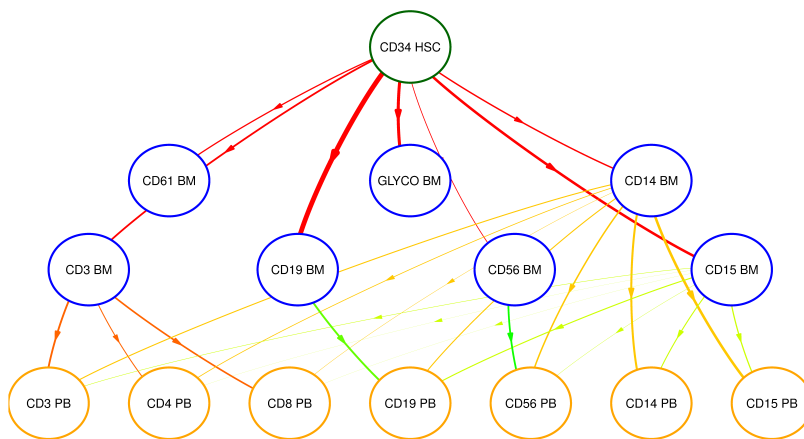 CD34 HSC
CD61 BM
GLYCO BM
CD14 BM
CD3 BM
CD19 BM
CD56 BM
CD15 BM
CD3 PB
CD4 PB
CD8 PB
CD19 PB
CD56 PB
CD14 PB
CD15 PB